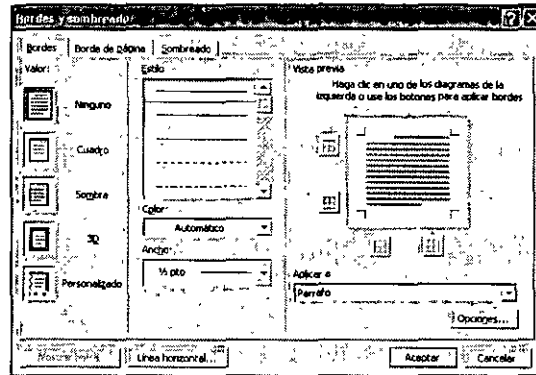 Bordes y sombreado
Bordes Borde de página Sombreado
Valor:
Ninguno
Cuadro
Sombra
3D
Personalizado
Estilo
Color:
Automático
Ancho:
½ pto
Vista previa
Haga clic en uno de los diagramas de la
izquierda o use los botones para aplicar bordes
Aplicar a
Párrafo
Opciones...
Mostrar
Línea horizontal...
Aceptar
Cancelar